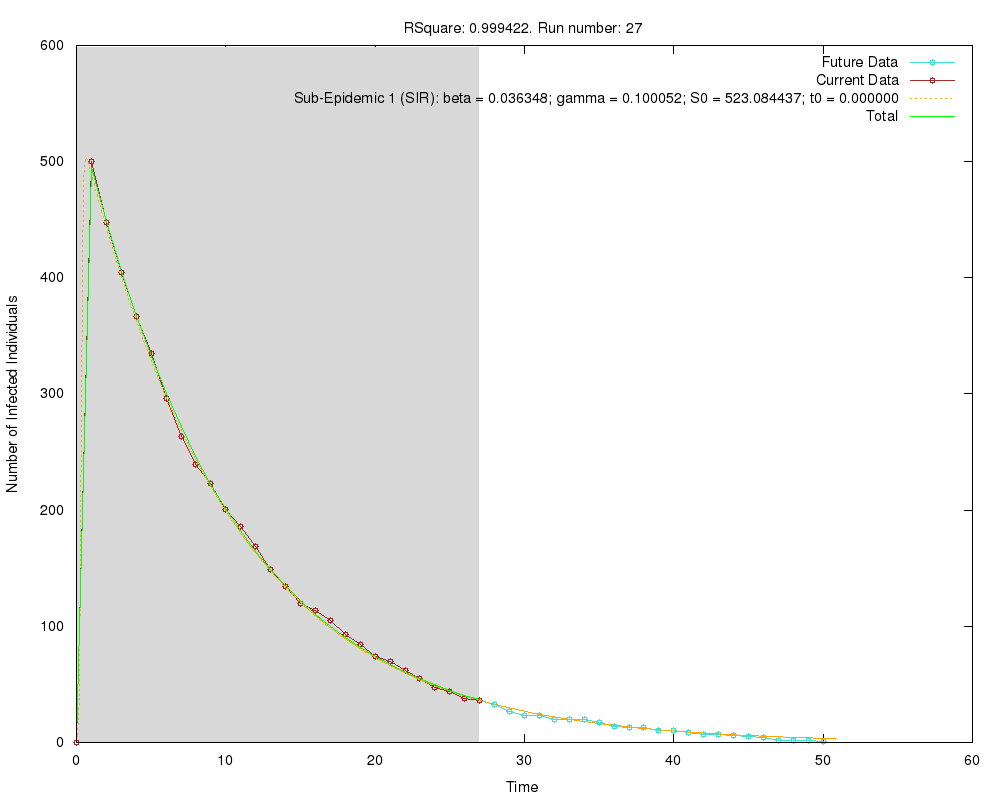 RSquare: 0.999422. Run number: 27
Future Data
Current Data
Sub-Epidemic 1 (SIR): beta = 0.036348; gamma = 0.100052; S0 = 523.084437; t0 = 0.000000
Total
600
500
400
300
200
100
0
Number of Infected Individuals
0 10 20 30 40 50 60
Time